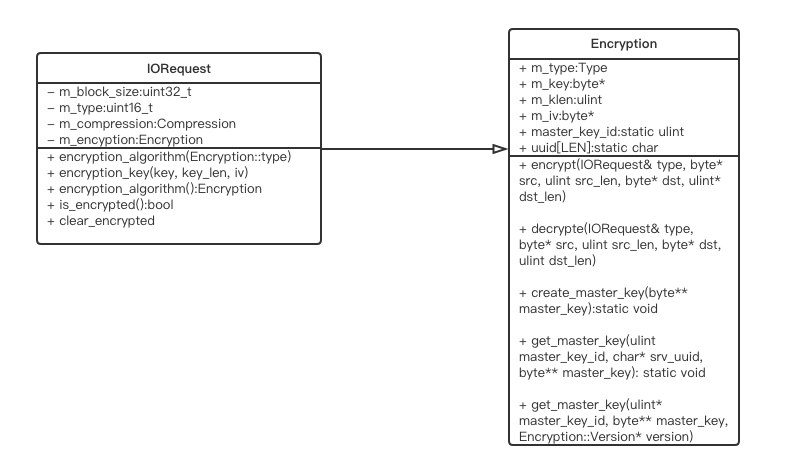 IORequest
– m_block_size:uint32_t
– m_type:uint16_t
– m_compression:Compression
– m_encyption:Encryption
+ encryption_algorithm(Encryption::type)
+ encryption_key(key, key_len, iv)
+ encryption_algorithm():Encryption
+ is_encrypted():bool
+ clear_encrypted
Encryption
+ m_type:Type
+ m_key:byte*
+ m_klen:ulint
+ m_iv:byte*
+ master_key_id:static ulint
+ uuid[LEN]:static char
+ encrypt(IORequest& type, byte*
src, ulint src_len, byte* dst, ulint*
dst_len)
+ decrypte(IORequest& type,
byte* src, ulint src_len, byte* dst,
ulint dst_len)
+ create_master_key(byte**
master_key):static void
+ get_master_key(ulint
master_key_id, char* srv_uuid,
byte** master_key): static void
+ get_master_key(ulint*
master_key_id, byte** master_key,
Encryption::Version* version)